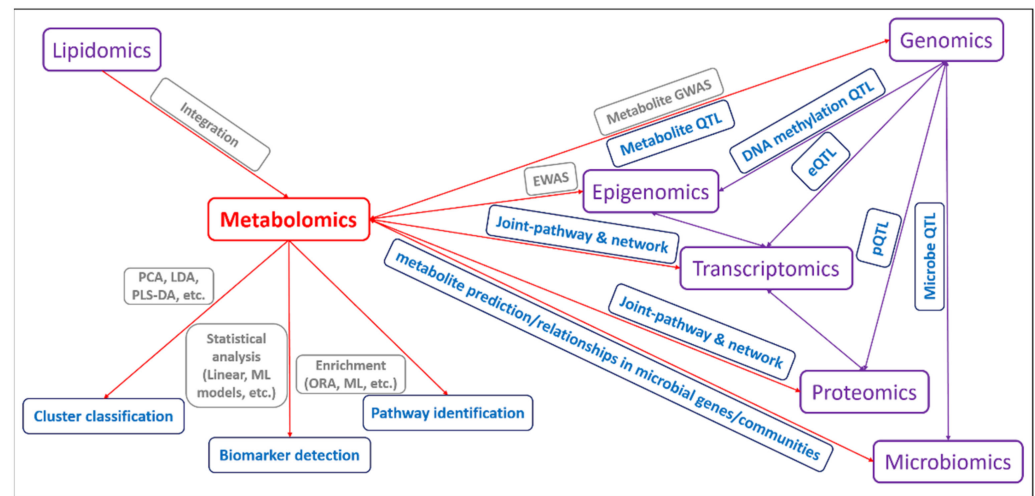 Lipidomics
Genomics
Integration
Metabolite GWAS
Metabolite QTL
DNA methylation QTL
eQTL
EWAS
Epigenomics
Metabolomics
Joint-pathway & network
Transcriptomics
pQTL
Microbe QTL
metabolite prediction/relationships in microbial genes/communities
Joint-pathway & network
PCA, LDA,
PLS-DA, etc.
Statistical
analysis
(Linear, ML
models, etc.)
Enrichment
(ORA, ML, etc.)
Proteomics
Cluster classification
Pathway identification
Biomarker detection
Microbiomics